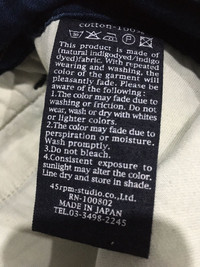 cotton-100%
This product is made of
(natural indigodyed/indigo
dyed)fabric. With repeated
wearing and washing, the
color of the garment will
pleasantly fade. Please be
aware of the following :
1.The color may fade due to
washing or friction. Do not
wear, wash or dry with whites
or lighter colors.
2.The color may fade due to
perspiration or moisture.
Wash promptly.
3.Do not bleach.
4.Consistent exposure to
sunlight may alter the color.
Line dry and store in shade.
45rpm-studio co.,Ltd.
RN-100802
MADE IN JAPAN
TEL.03-3498-2245